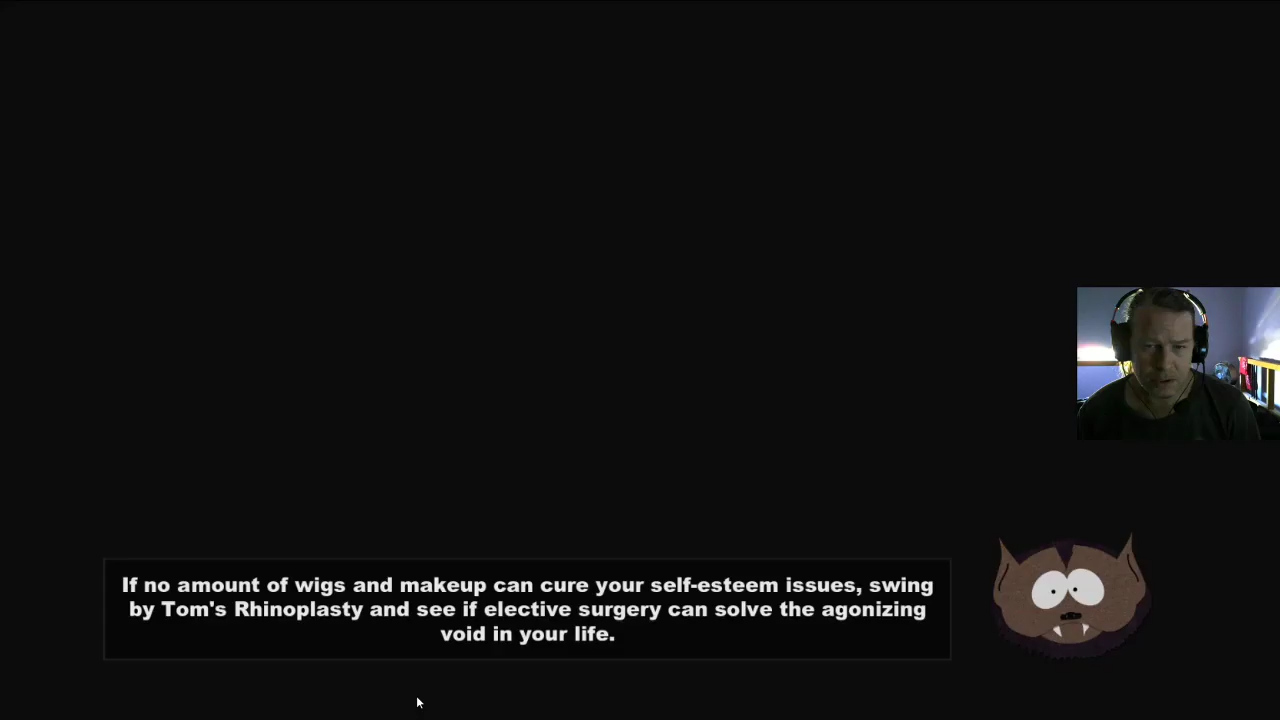 If no amount of wigs and makeup can cure your self-esteem issues, swing
by Tom's Rhinoplasty and see if elective surgery can solve the agonizing
void in your life.